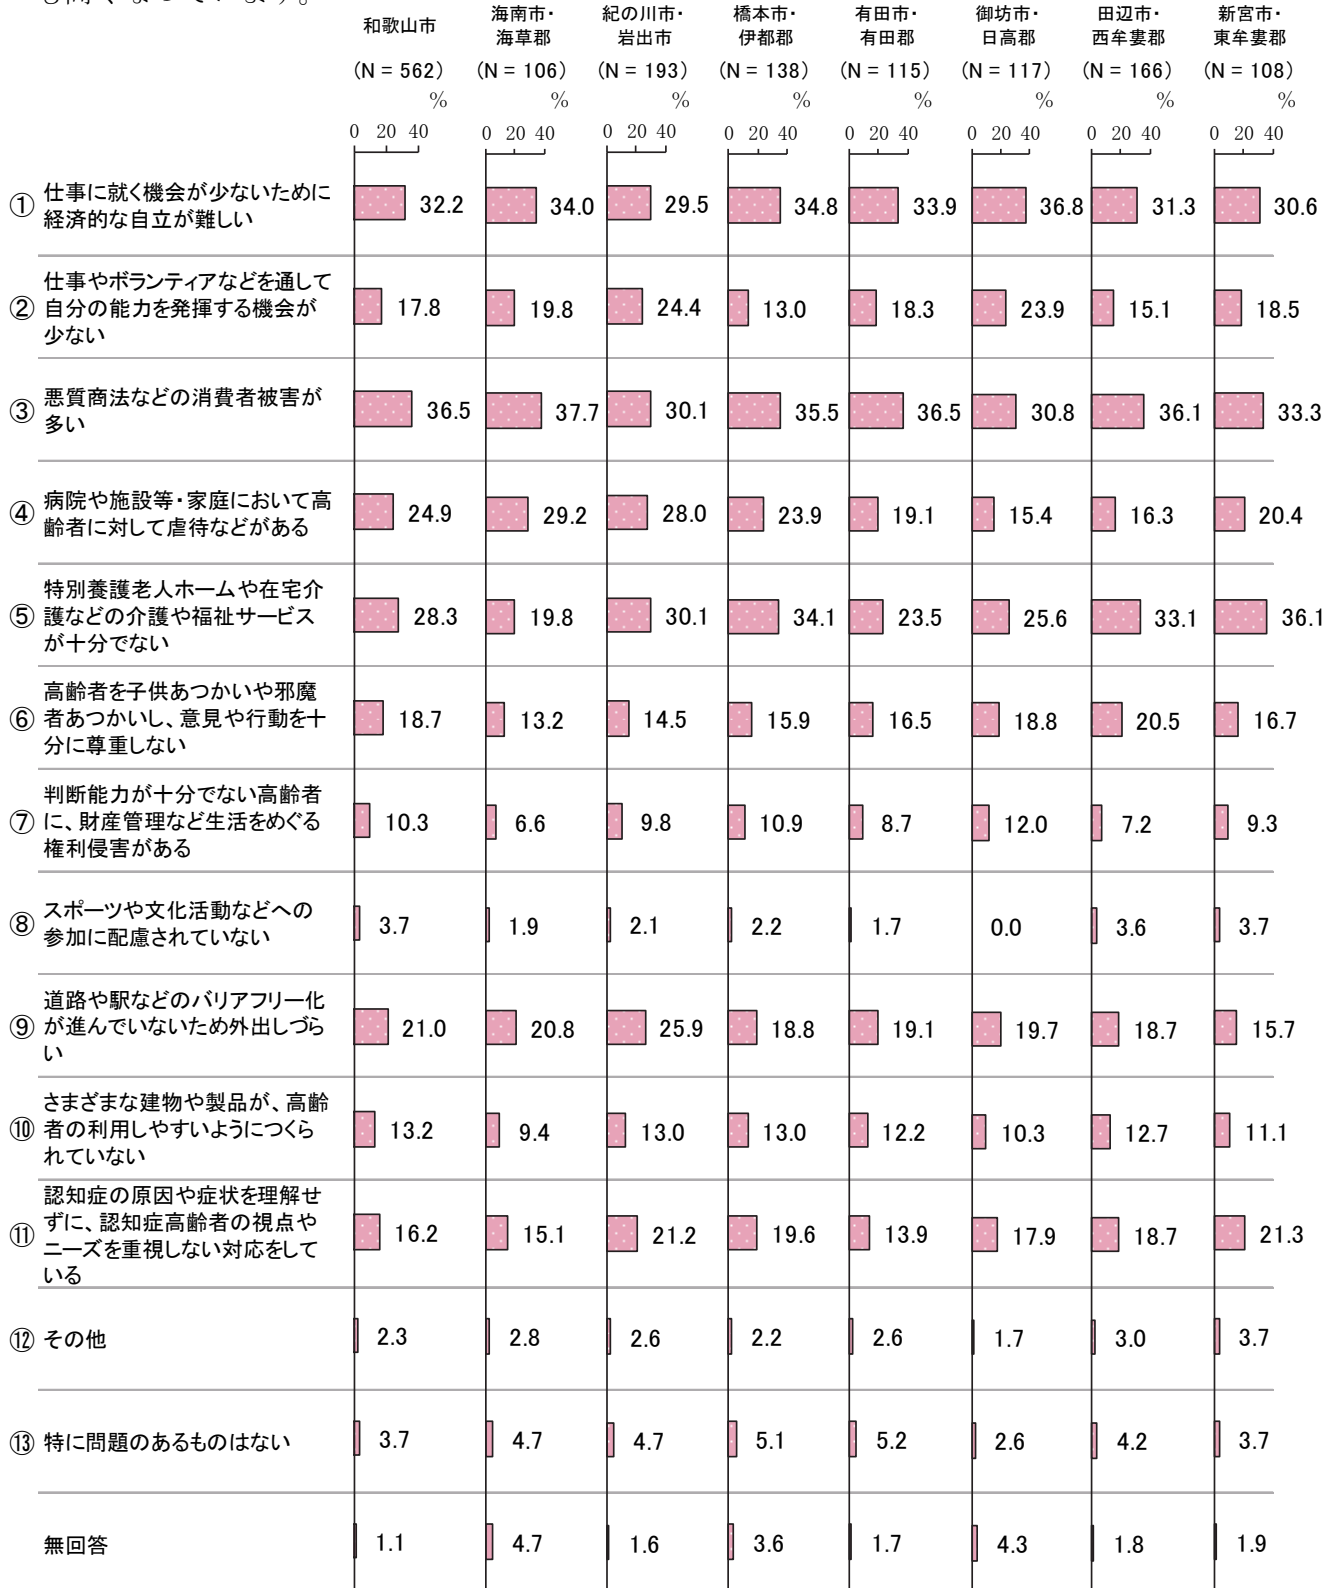 和歌山市
海南市・
海草郡
紀の川市・
岩出市
橋本市・
伊都郡
有田市・
有田郡
御坊市・
日高郡
田辺市・
西牟婁郡
新宮市・
東牟婁郡
(N = 562) (N = 106) (N = 193) (N = 138) (N = 115) (N = 117) (N = 166) (N = 108)
% % % % % % % %
0 20 40 0 20 40 0 20 40 0 20 40 0 20 40 0 20 40 0 20 40 0 20 40
① 仕事に就く機会が少ないために
経済的な自立が難しい
32.2 34.0 29.5 34.8 33.9 36.8 31.3 30.6
② 仕事やボランティアなどを通して
自分の能力を発揮する機会が
少ない
17.8 19.8 24.4 13.0 18.3 23.9 15.1 18.5
③ 悪質商法などの消費者被害が
多い
36.5 37.7 30.1 35.5 36.5 30.8 36.1 33.3
④ 病院や施設等・家庭において高
齢者に対して虐待などがある
24.9 29.2 28.0 23.9 19.1 15.4 16.3 20.4
⑤ 特別養護老人ホームや在宅介
護などの介護や福祉サービス
が十分でない
28.3 19.8 30.1 34.1 23.5 25.6 33.1 36.1
⑥ 高齢者を子供あつかいや邪魔
者あつかいし、意見や行動を十
分に尊重しない
18.7 13.2 14.5 15.9 16.5 18.8 20.5 16.7
⑦ 判断能力が十分でない高齢者
に、財産管理など生活をめぐる
権利侵害がある
10.3 6.6 9.8 10.9 8.7 12.0 7.2 9.3
⑧ スポーツや文化活動などへの
参加に配慮されていない
3.7 1.9 2.1 2.2 1.7 0.0 3.6 3.7
⑨ 道路や駅などのバリアフリー化
が進んでいないため外出しづら
い
21.0 20.8 25.9 18.8 19.1 19.7 18.7 15.7
⑩ さまざまな建物や製品が、高齢
者の利用しやすいようにつくら
れていない
13.2 9.4 13.0 13.0 12.2 10.3 12.7 11.1
⑪ 認知症の原因や症状を理解せ
ずに、認知症高齢者の視点や
ニーズを重視しない対応をして
いる
16.2 15.1 21.2 19.6 13.9 17.9 18.7 21.3
⑫ その他
2.3 2.8 2.6 2.2 2.6 1.7 3.0 3.7
⑬ 特に問題のあるものはない
3.7 4.7 4.7 5.1 5.2 2.6 4.2 3.7
無回答
1.1 4.7 1.6 3.6 1.7 4.3 1.8 1.9